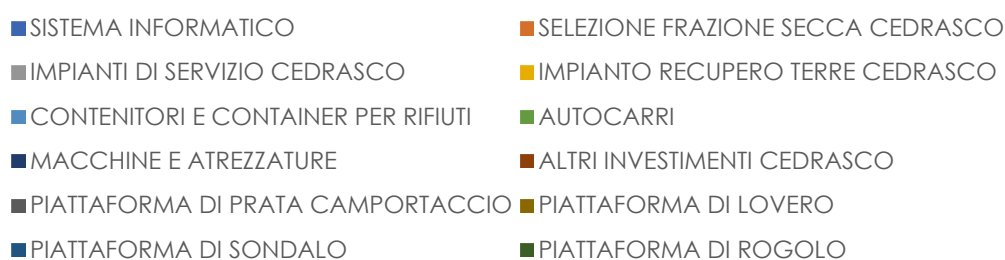 SISTEMA INFORMATICO SELEZIONE FRAZIONE SECCA CEDRASCO
IMPIANTI DI SERVIZIO CEDRASCO IMPIANTO RECUPERO TERRE CEDRASCO
CONTENITORI E CONTAINER PER RIFIUTI AUTOCARRI
MACCHINE E ATREZZATURE ALTRI INVESTIMENTI CEDRASCO
PIATTAFORMA DI PRATA CAMPORTACCIO PIATTAFORMA DI LOVERO
PIATTAFORMA DI SONDALO PIATTAFORMA DI ROGOLO